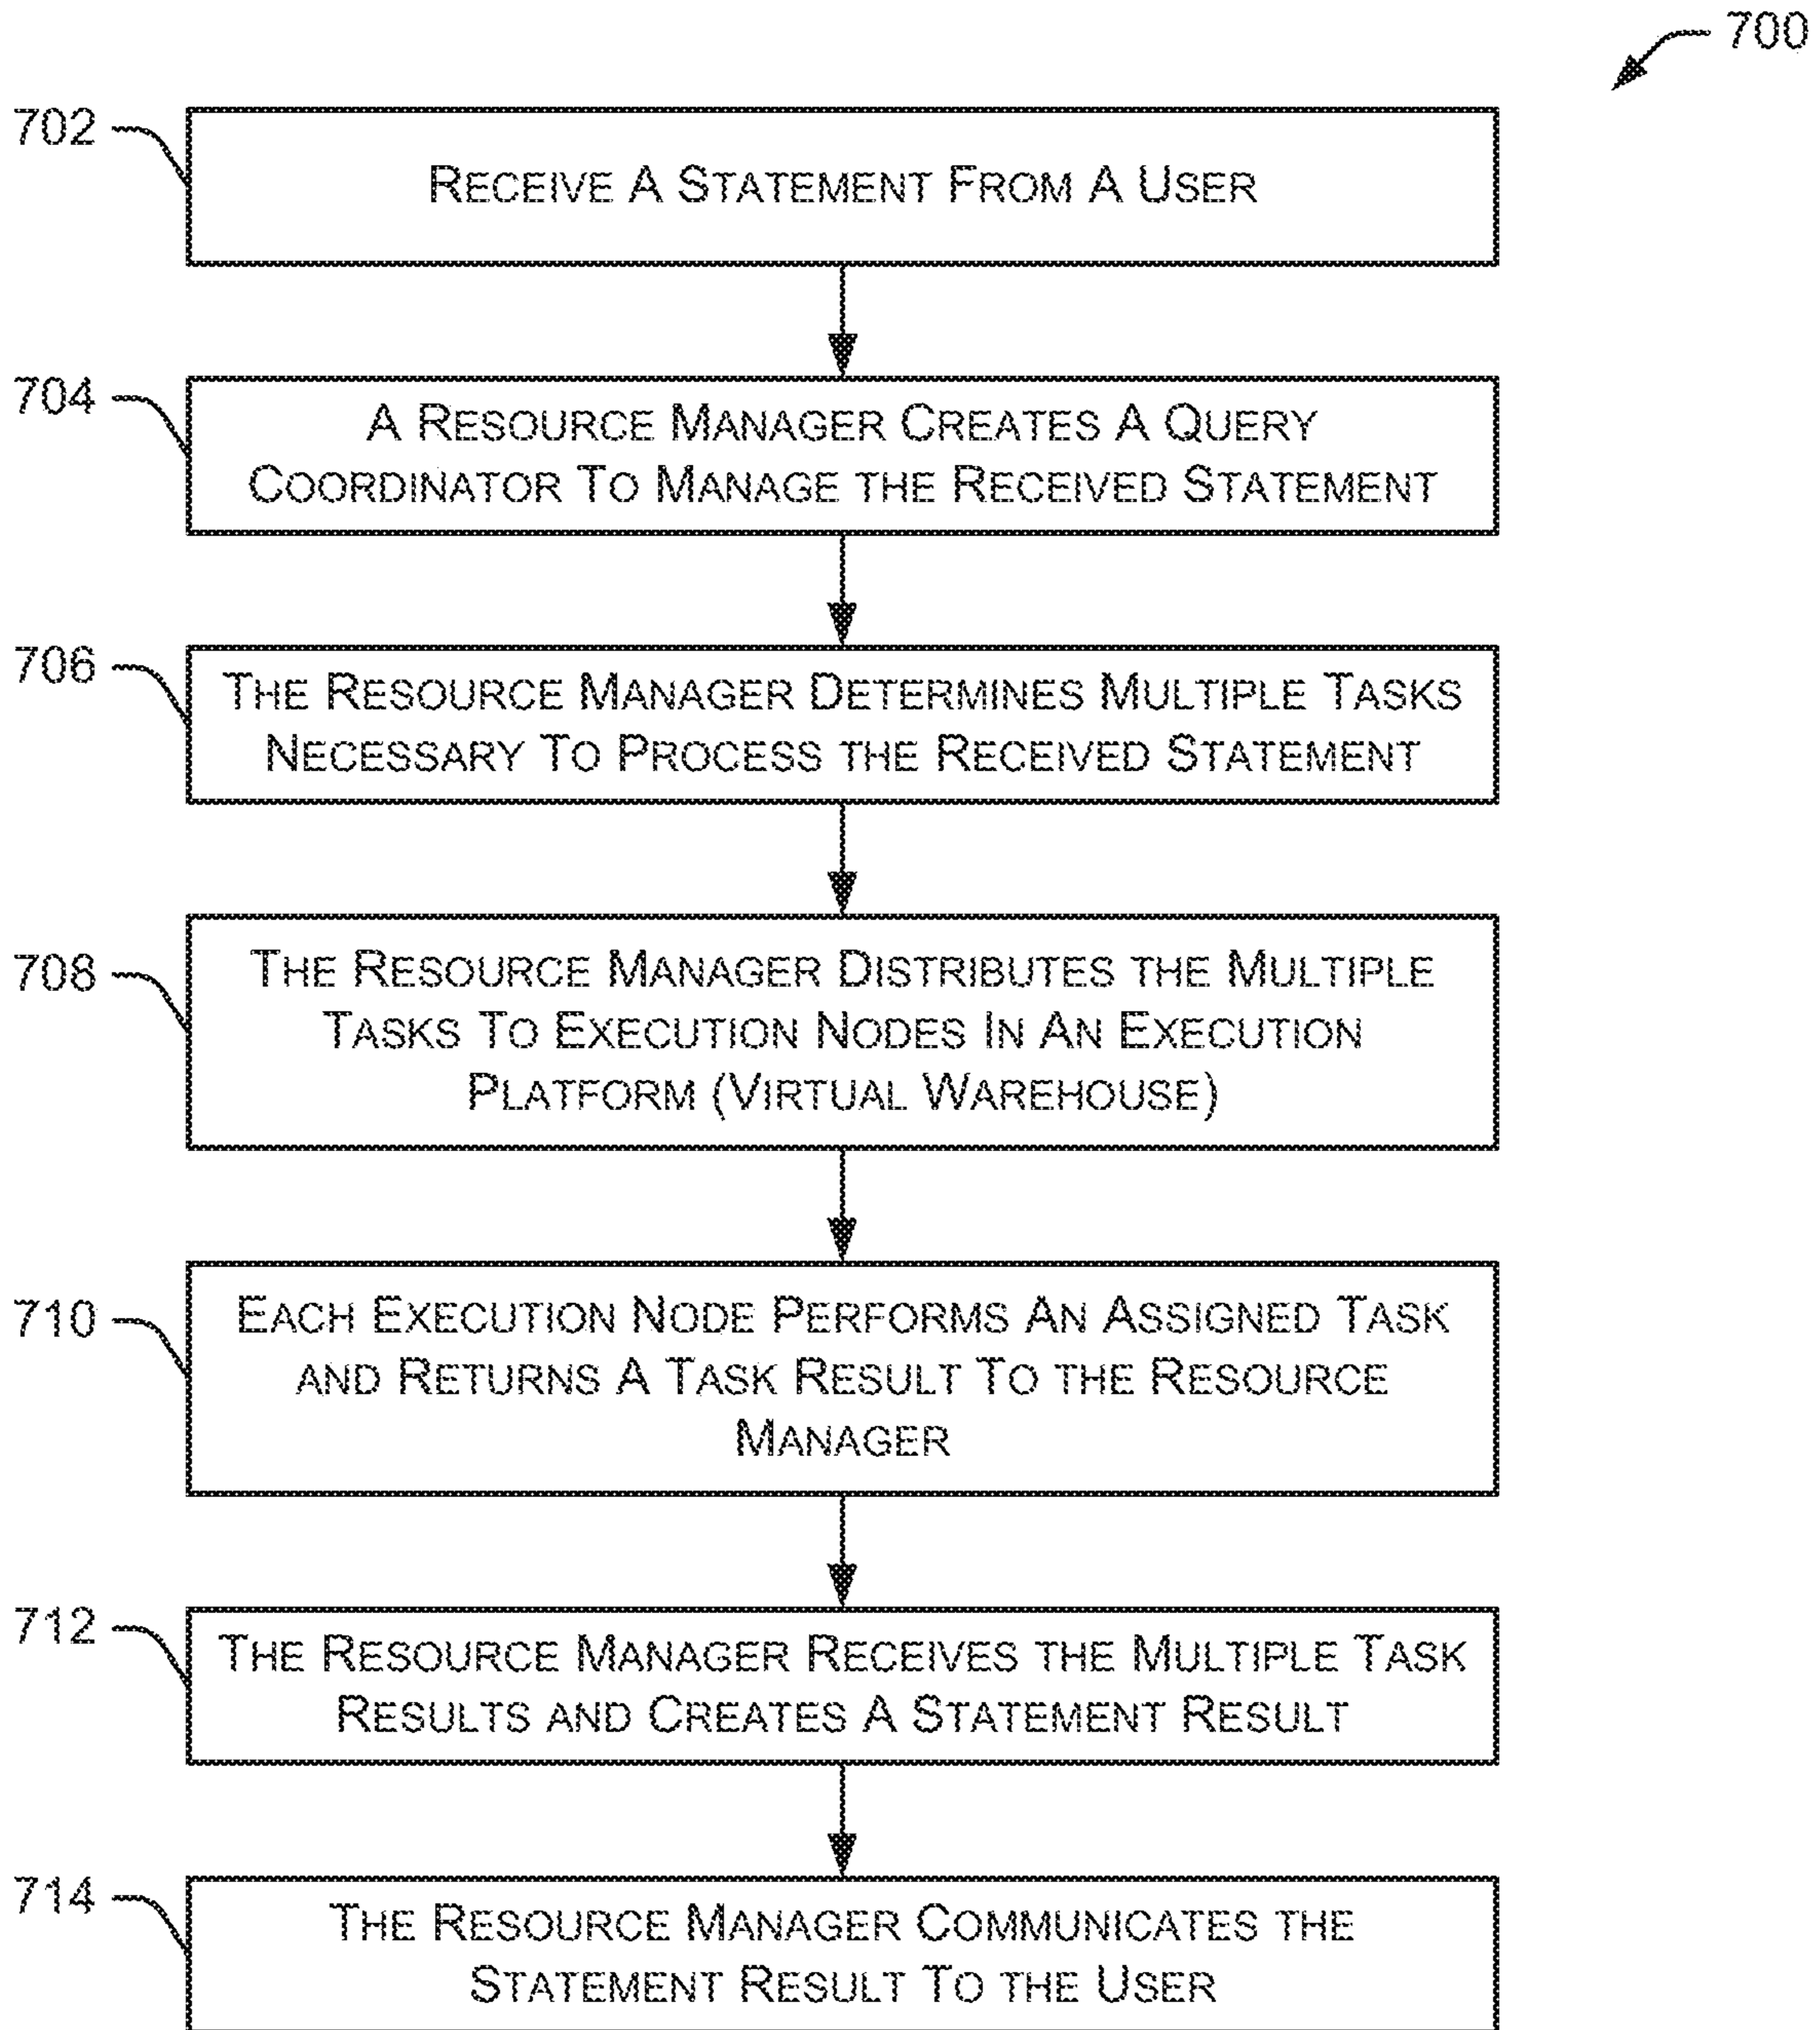 700
702
RECEIVE A STATEMENT FROM A USER
704
A RESOURCE MANAGER CREATES A QUERY
COORDINATOR TO MANAGE THE RECEIVED STATEMENT
706
THE RESOURCE MANAGER DETERMINES MULTIPLE TASKS
NECESSARY TO PROCESS THE RECEIVED STATEMENT
708
THE RESOURCE MANAGER DISTRIBUTES THE MULTIPLE
TASKS TO EXECUTION NODES IN AN EXECUTION
PLATFORM (VIRTUAL WAREHOUSE)
710
EACH EXECUTION NODE PERFORMS AN ASSIGNED TASK
AND RETURNS A TASK RESULT TO THE RESOURCE
MANAGER
712
THE RESOURCE MANAGER RECEIVES THE MULTIPLE TASK
RESULTS AND CREATES A STATEMENT RESULT
714
THE RESOURCE MANAGER COMMUNICATES THE
STATEMENT RESULT TO THE USER